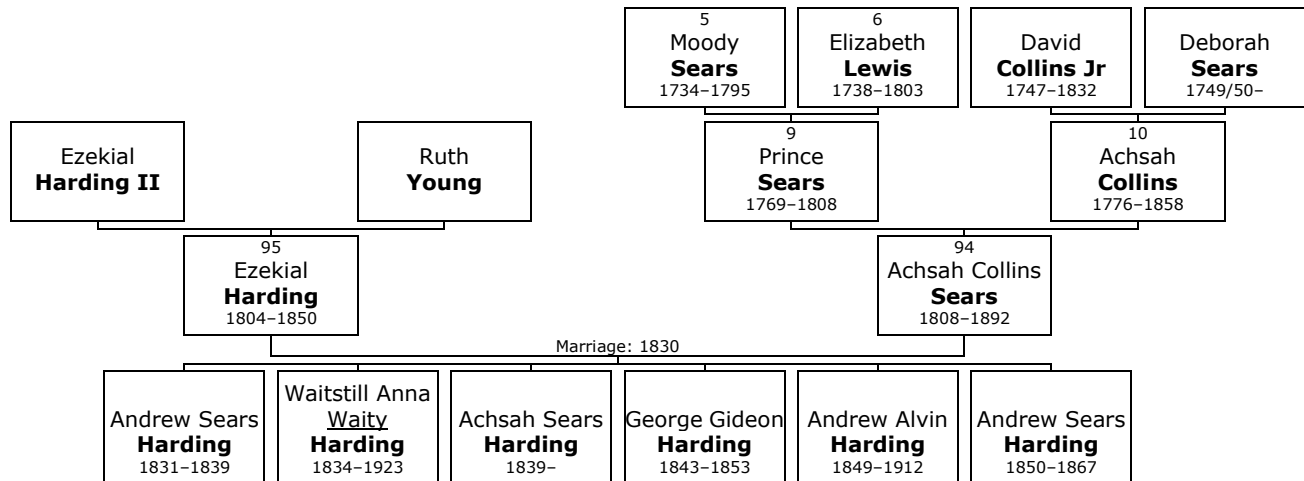 5
Moody
Sears
1734–1795
6
Elizabeth
Lewis
1738–1803
David
Collins Jr
1747–1832
Deborah
Sears
1749/50–
Ezekial
Harding II
Ruth
Young
9
Prince
Sears
1769–1808
10
Achsah
Collins
1776–1858
95
Ezekial
Harding
1804–1850
94
Achsah Collins
Sears
1808–1892
Marriage: 1830
Andrew Sears
Harding
1831–1839
Waitstill Anna
Waity
Harding
1834–1923
Achsah Sears
Harding
1839–
George Gideon
Harding
1843–1853
Andrew Alvin
Harding
1849–1912
Andrew Sears
Harding
1850–1867